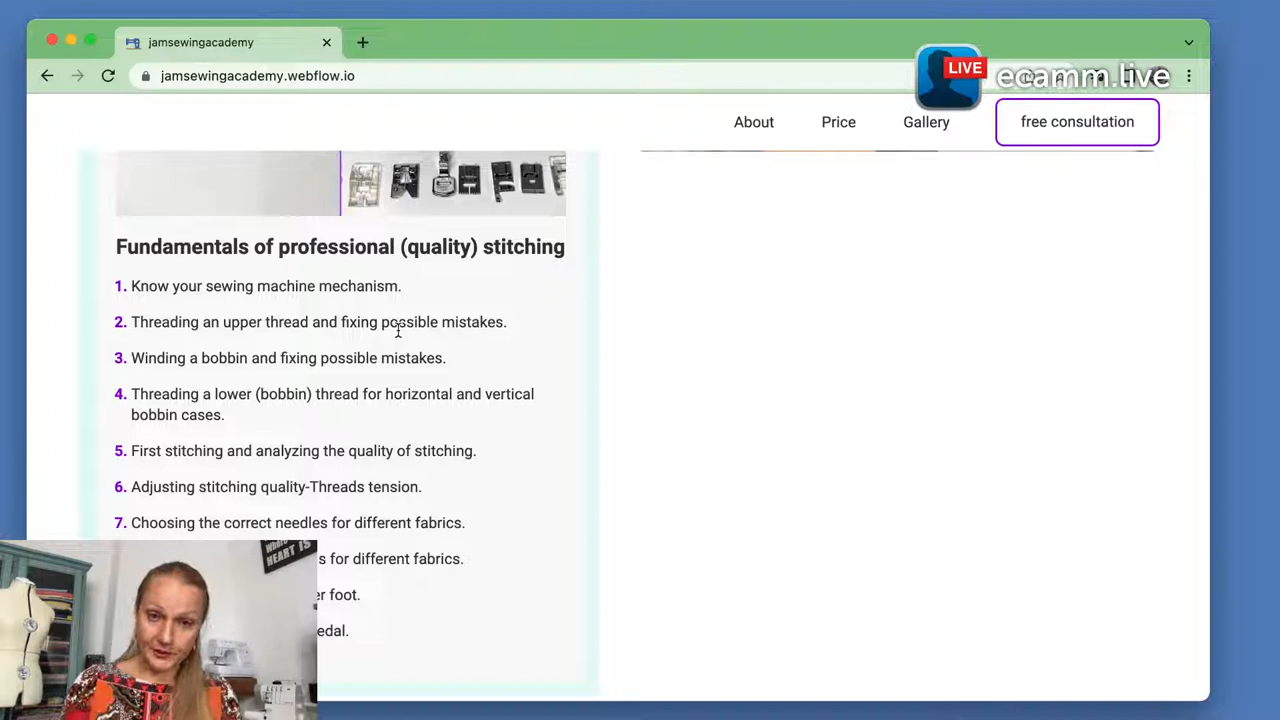 jamsewingacademy
jamsewingacademy.webflow.io
LIVE
ecamm.live
About
Price
Gallery
free consultation
Fundamentals of professional (quality) stitching
1. Know your sewing machine mechanism.
2. Threading an upper thread and fixing possible mistakes.
3. Winding a bobbin and fixing possible mistakes.
4. Threading a lower (bobbin) thread for horizontal and vertical
bobbin cases.
5. First stitching and analyzing the quality of stitching.
6. Adjusting stitching quality-Threads tension.
7. Choosing the correct needles for different fabrics.
for different fabrics.
foot.
HEART IS